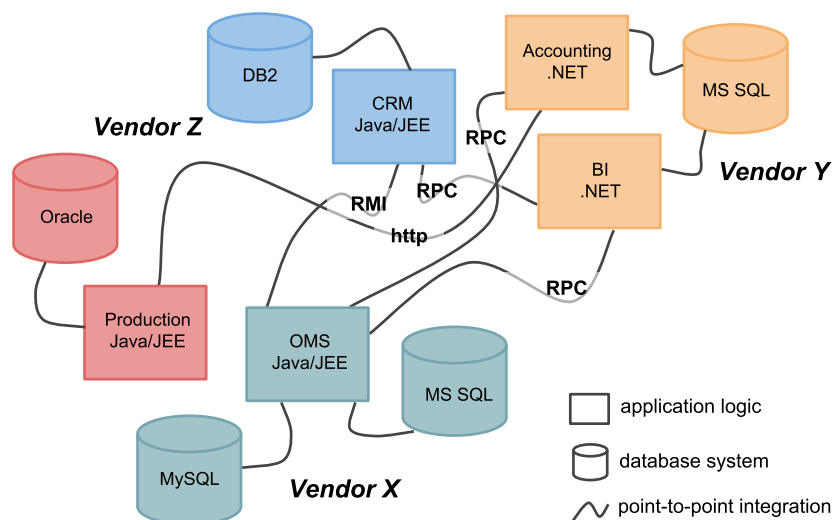 Accounting
.NET
DB2
MS SQL
CRM
Java/JEE
Vendor Z
RPC
BI
.NET
Vendor Y
RPC
RMI
Oracle
http
RPC
Production
Java/JEE
OMS
Java/JEE
MS SQL
application logic
database system
MySQL
Vendor X
point-to-point integration